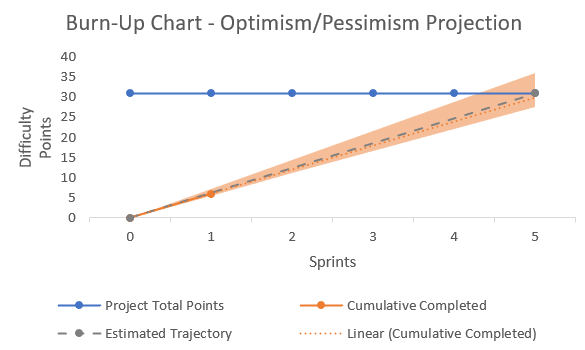 Burn-Up Chart - Optimism/Pessimism Projection
40
35
30
25
20
15
10
5
0
Difficulty
Points
0 1 2 3 4 5
Sprints
Project Total Points Cumulative Completed
Estimated Trajectory Linear (Cumulative Completed)